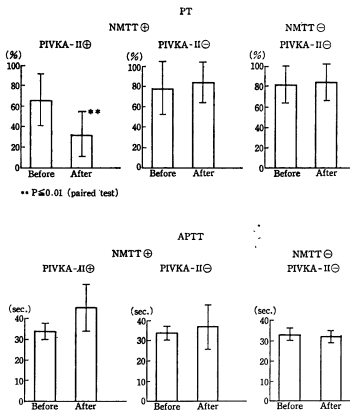 PT
NMTT⊕ NMTT⊖
PIVKA-II⊕ PIVKA-II⊖ PIVKA-II⊖
(%) (%) (%)
100 100 100
80 80 80
60 60 60
40 40 40
20 20 20
0 0 0
**
Before After Before After Before After
** P≦0.01 (paired test)
APTT
NMTT⊕ NMTT⊖
PIVKA-II⊕ PIVKA-II⊖ PIVKA-II⊖
(sec.) (sec.) (sec.)
40 40 40
30 30 30
20 20 20
10 10 10
0 0 0
Before After Before After Before After